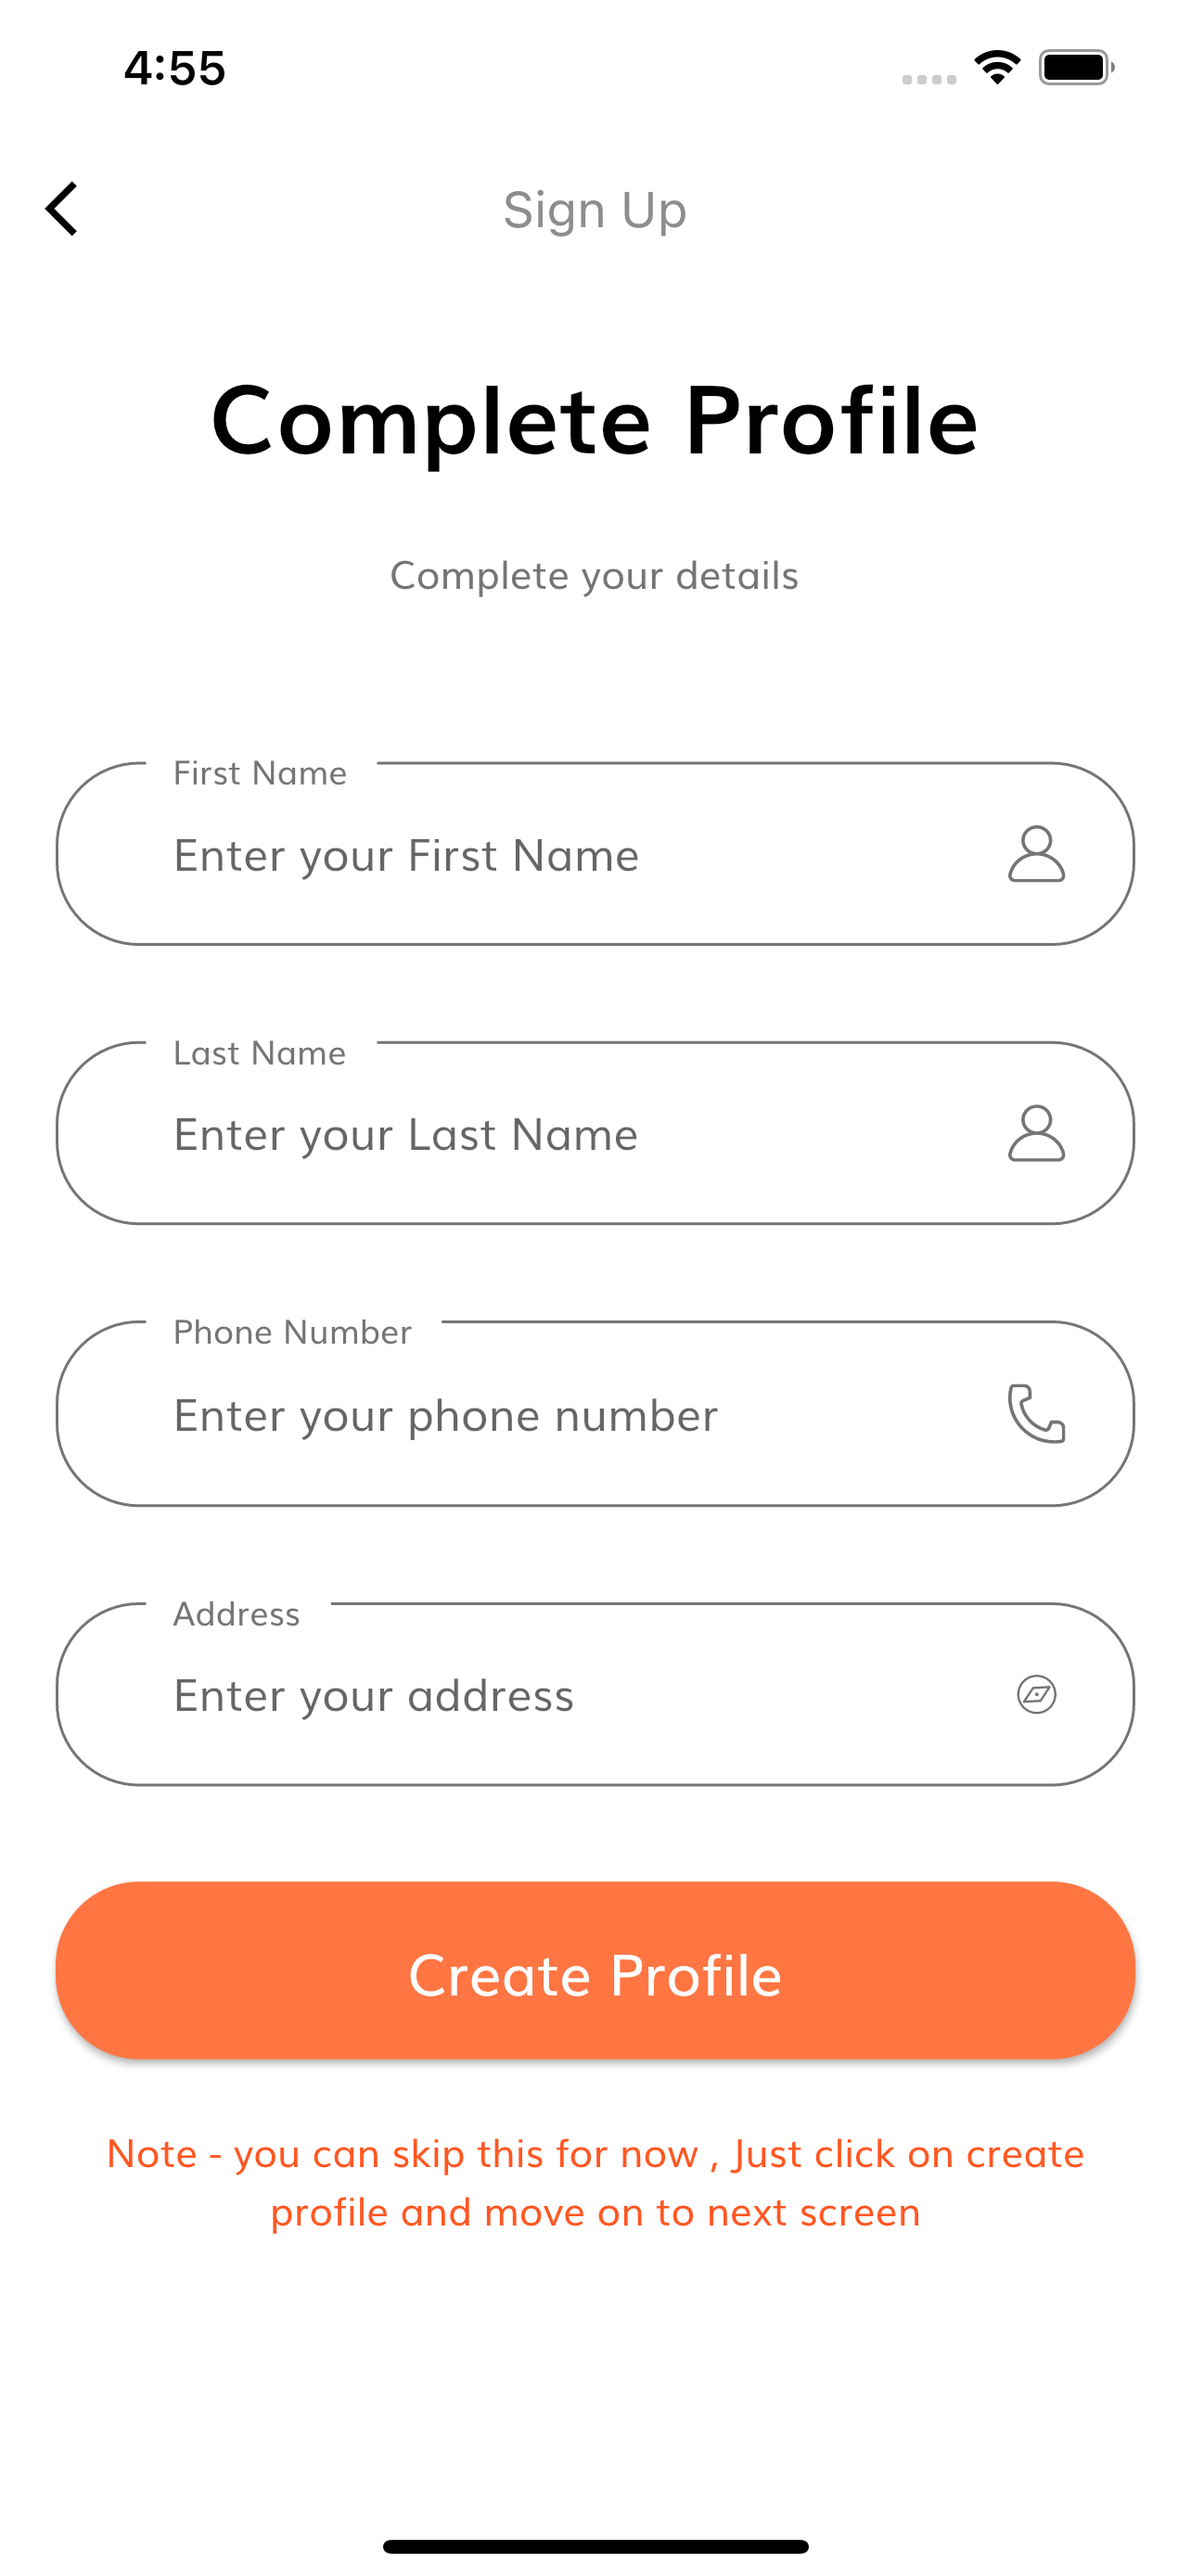 4:55
Sign Up
Complete Profile
Complete your details
First Name
Enter your First Name
Last Name
Enter your Last Name
Phone Number
Enter your phone number
Address
Enter your address
Create Profile
Note - you can skip this for now , Just click on create
profile and move on to next screen